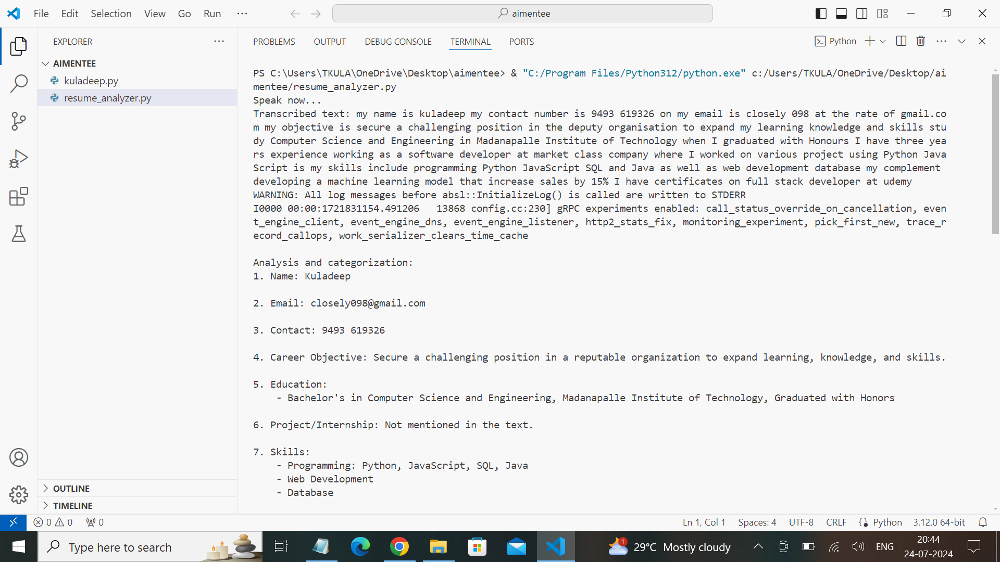 File Edit Selection View Go Run ... aimentee
EXPLORER ...
AIMENTEE
kuladeep.py
resume_analyzer.py
OUTLINE
TIMELINE
PROBLEMS OUTPUT DEBUG CONSOLE TERMINAL PORTS Python
PS C:\Users\TKULA\OneDrive\Desktop\aimentee> & "C:/Program Files/Python312/python.exe" c:/Users/TKULA/OneDrive/Desktop/ai
mentee/resume_analyzer.py
Speak now...
Transcribed text: my name is kuladeep my contact number is 9493 619326 on my email is closely 098 at the rate of gmail.co
m my objective is secure a challenging position in the deputy organisation to expand my learning knowledge and skills stu
dy Computer Science and Engineering in Madanapalle Institute of Technology when I graduated with Honours I have three yea
rs experience working as a software developer at market class company where I worked on various project using Python Java
Script is my skills include programming Python JavaScript SQL and Java as well as web development database my complement
developing a machine learning model that increase sales by 15% I have certificates on full stack developer at udemy
WARNING: All log messages before absl::InitializeLog() is called are written to STDERR
I0000 00:00:1721831154.491206   13868 config.cc:230] gRPC experiments enabled: call_status_override_on_cancellation, even
t_engine_client, event_engine_dns, event_engine_listener, http2_stats_fix, monitoring_experiment, pick_first_new, trace_r
ecord_callops, work_serializer_clears_time_cache
Analysis and categorization:
1. Name: Kuladeep
2. Email: closely098@gmail.com
3. Contact: 9493 619326
4. Career Objective: Secure a challenging position in a reputable organization to expand learning, knowledge, and skills.
5. Education:
- Bachelor's in Computer Science and Engineering, Madanapalle Institute of Technology, Graduated with Honors
6. Project/Internship: Not mentioned in the text.
7. Skills:
- Programming: Python, JavaScript, SQL, Java
- Web Development
- Database
0 0 0 Ln 1, Col 1 Spaces: 4 UTF-8 CRLF Python 3.12.0 64-bit
Type here to search 1 29°C Mostly cloudy ENG 20:44
24-07-2024